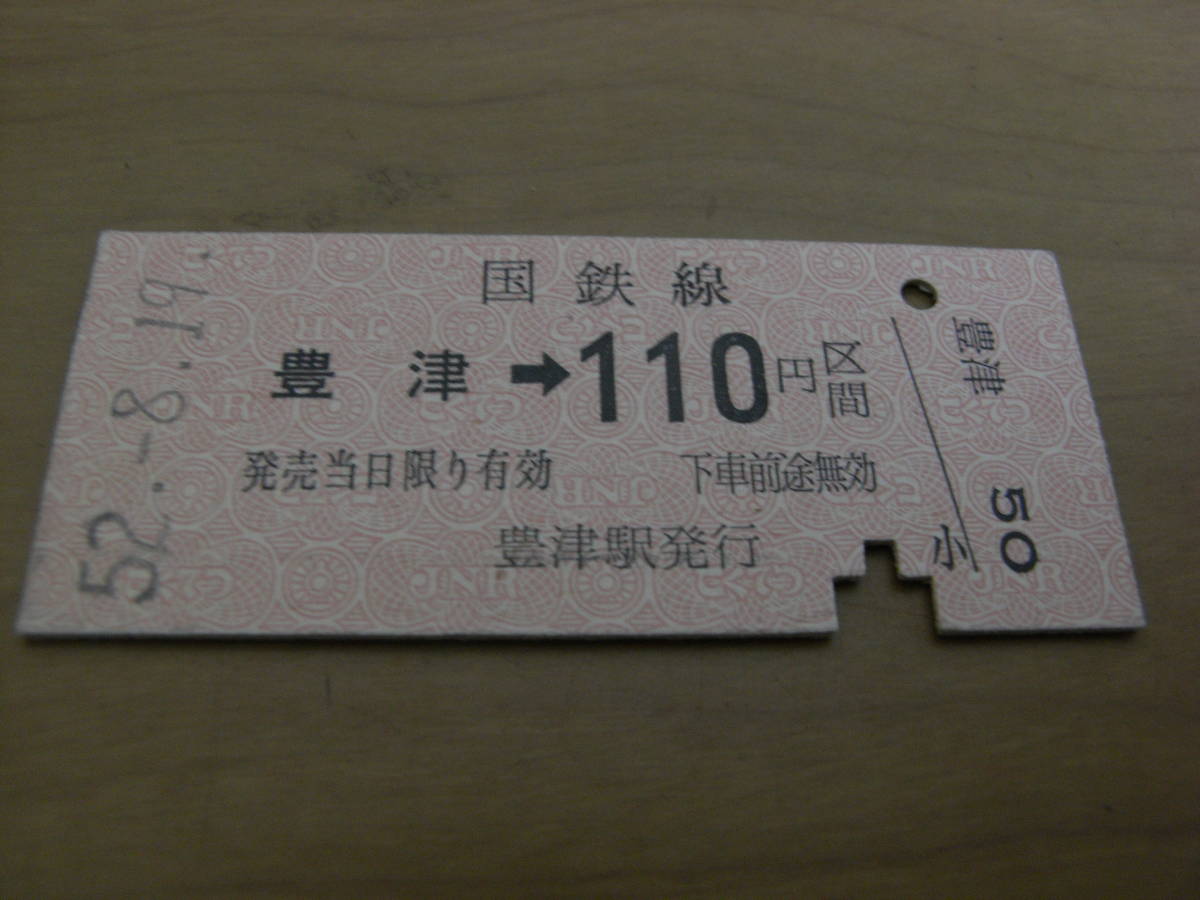 国鉄線
豊津➡110円区間
発売当日限り有効 下車前途無効
豊津駅発行
52.-8.19
豊津
小 50